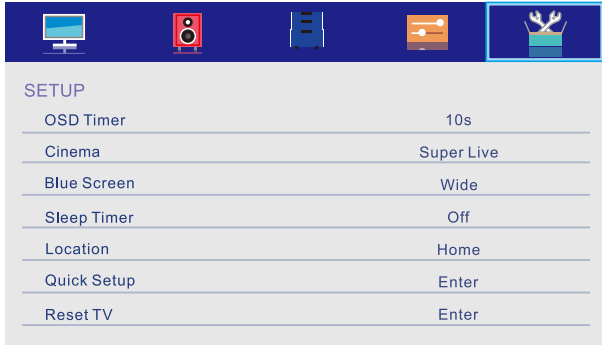 SETUP
OSD Timer 10s
Cinema Super Live
Blue Screen Wide
Sleep Timer Off
Location Home
Quick Setup Enter
Reset TV Enter